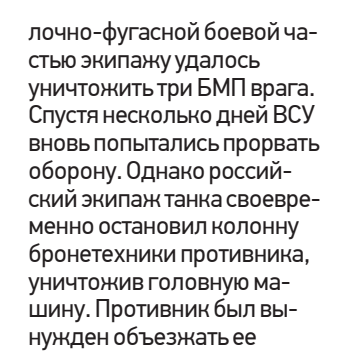 лочно-фугасной боевой ча-
стью экипажу удалось
уничтожить три БМП врага.
Спустя несколько дней ВСУ
вновь попытались прорвать
оборону. Однако россий-
ский экипаж танка своевре-
менно остановил колонну
бронетехники противника,
уничтожив головную ма-
шину. Противник был вы-
нужден объезжать ее